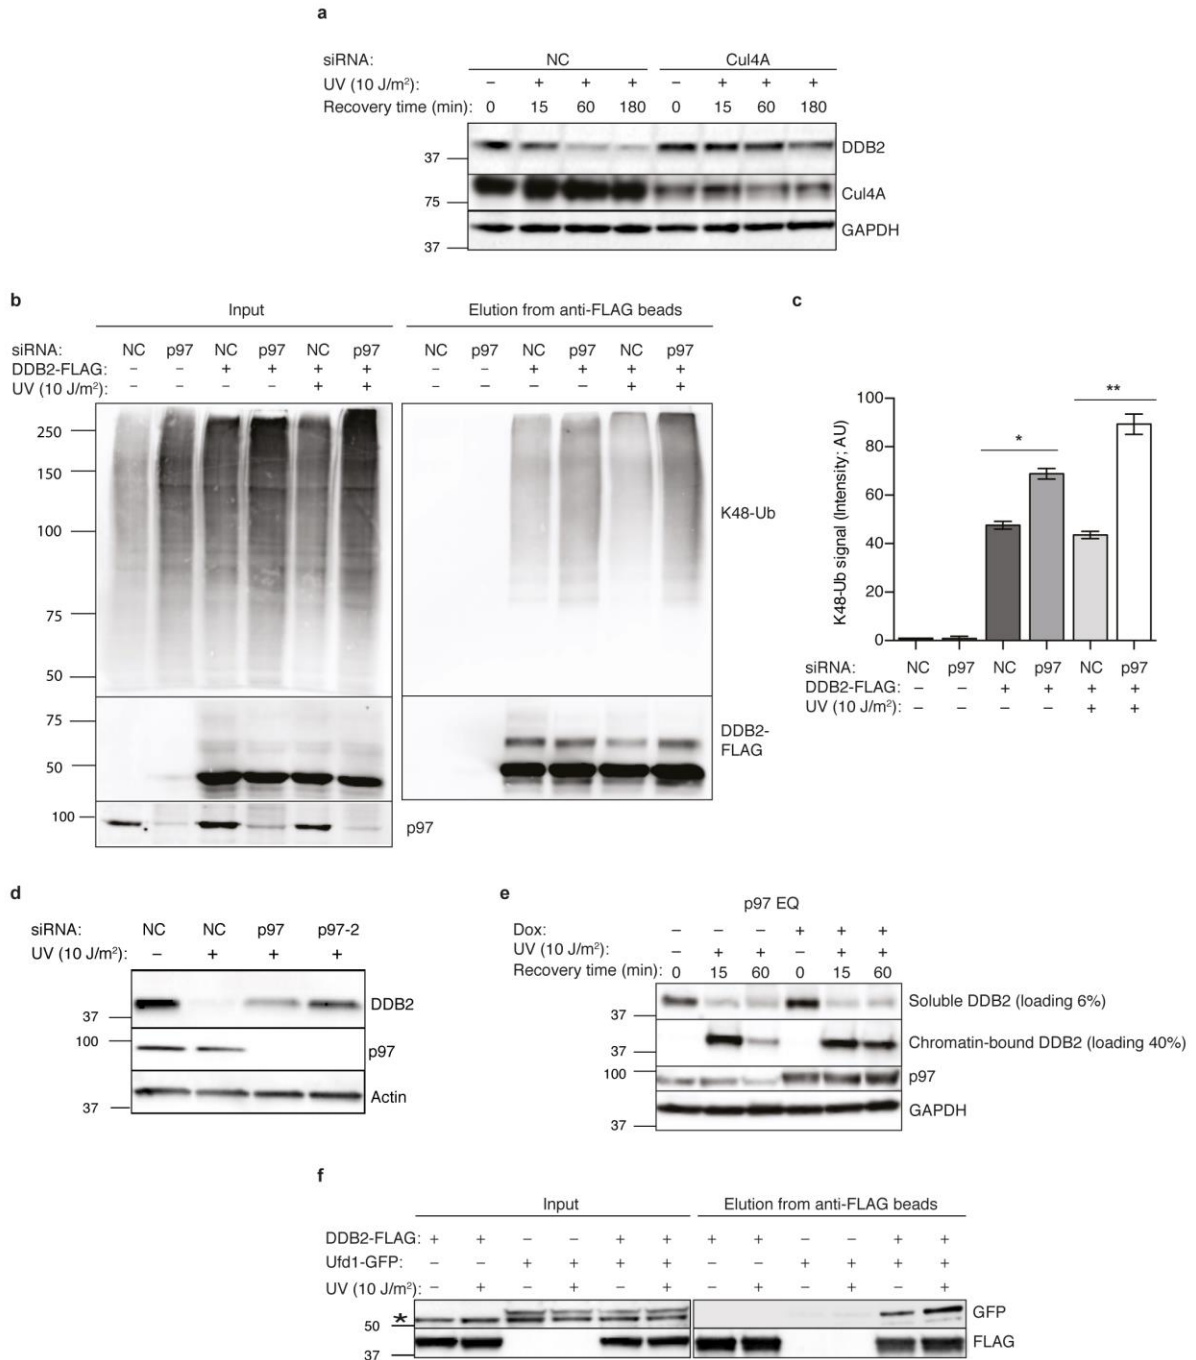 a
siRNA: NC Cul4A
UV (10 J/m²): – + + + – + + +
Recovery time (min): 0 15 60 180 0 15 60 180
DDB2
37
Cul4A
75
GAPDH
37
b
Input Elution from anti-FLAG beads
siRNA: NC p97 NC p97 NC p97 NC p97 NC p97 NC p97
DDB2-FLAG: – – + + + + – – + + + +
UV (10 J/m²): – – – – + + – – – – + +
250
150
100
75
50
K48-Ub
75
50
DDB2-
FLAG
100
p97
c
**
*
100
80
60
40
20
0
K48-Ub signal (Intensity; AU)
siRNA: NC p97 NC p97 NC p97
DDB2-FLAG: – – + + + +
UV (10 J/m²): – – – – + +
d
siRNA: NC NC p97 p97-2
UV (10 J/m²): – + + +
DDB2
37
100
p97
Actin
37
e
p97 EQ
Dox: – – – + + +
UV (10 J/m²): – + + – + +
Recovery time (min): 0 15 60 0 15 60
Soluble DDB2 (loading 6%)
37
Chromatin-bound DDB2 (loading 40%)
37
100
p97
GAPDH
37
f
Input Elution from anti-FLAG beads
DDB2-FLAG: + + – – + + + + – – + +
Ufd1-GFP: – – + + + + – – + + + +
UV (10 J/m²): – + – + – + – + – + – +
*
GFP
50
FLAG
37